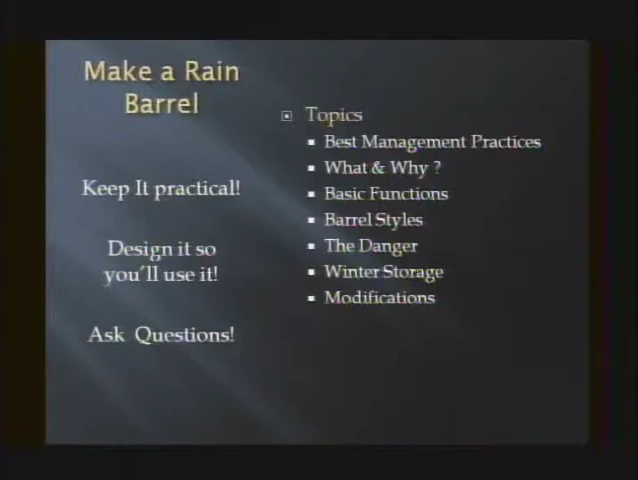 Make a Rain
Barrel
Keep It practical!
Design it so
you'll use it!
Ask Questions!
Topics
Best Management Practices
What & Why ?
Basic Functions
Barrel Styles
The Danger
Winter Storage
Modifications